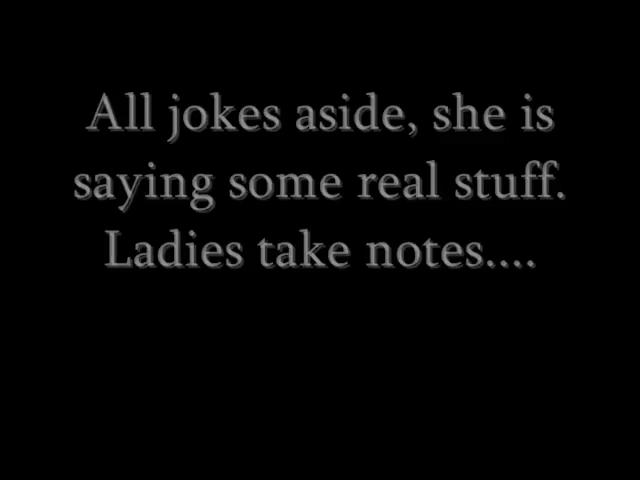 All jokes aside, she is
saying some real stuff.
Ladies take notes....